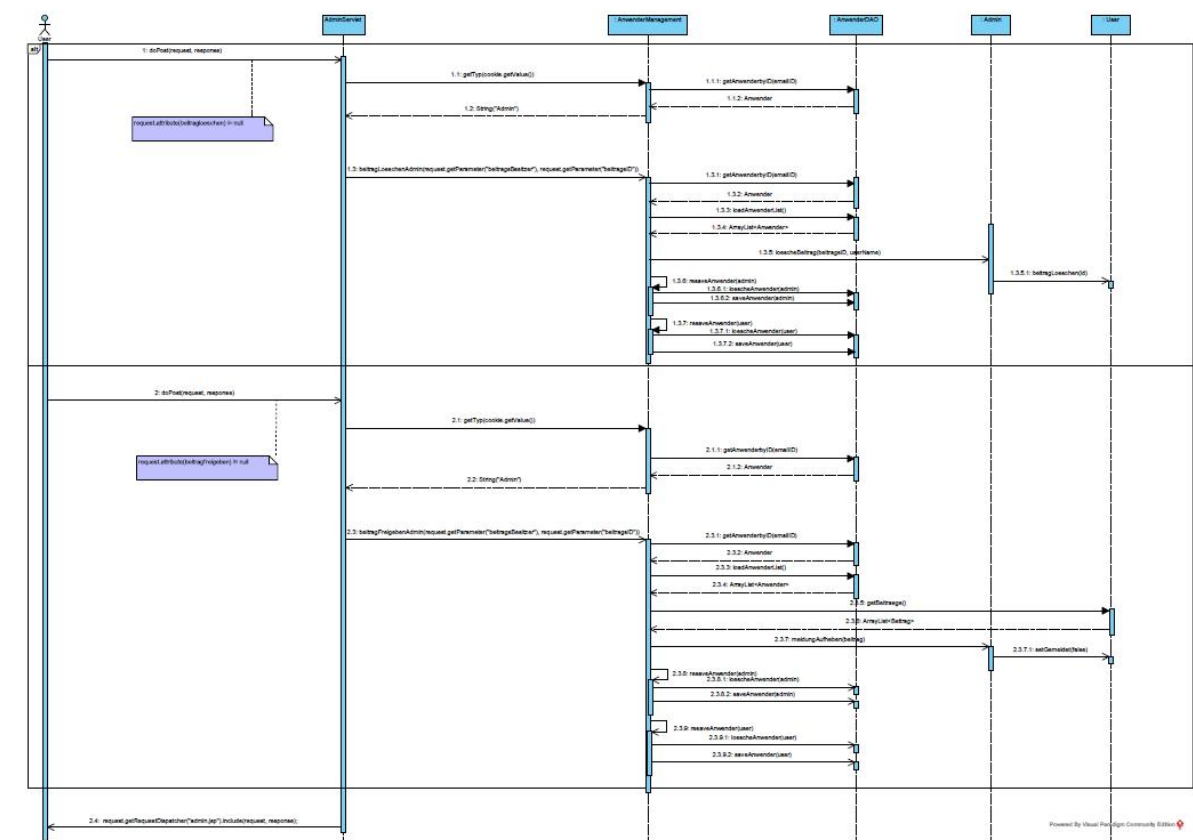 AdminServlet
: AnwenderManagement
: AnwenderDAO
: Admin
: User
User
alt
1: doPost(request, response)
1.1: getTyp(cookie.getValue())
1.1.1: getAnwenderbyID(emailID)
1.1.2: Anwender
1.2: String("Admin")
request.attribute(beitragloeschen) != null
1.3: beitragLoeschenAdmin(request.getParameter("beitragsBesitzer"), request.getParameter("beitragsID"))
1.3.1: getAnwenderbyID(emailID)
1.3.2: Anwender
1.3.3: loadAnwenderList()
1.3.4: ArrayList<Anwender>
1.3.5: loescheBeitrag(beitragsID, userName)
1.3.5.1: beitragLoeschen(id)
1.3.6: resaveAnwender(admin)
1.3.6.1: loescheAnwender(admin)
1.3.6.2: saveAnwender(admin)
1.3.7: resaveAnwender(user)
1.3.7.1: loescheAnwender(user)
1.3.7.2: saveAnwender(user)
2: doPost(request, response)
2.1: getTyp(cookie.getValue())
2.1.1: getAnwenderbyID(emailID)
request.attribute(beitragfreigeben) != null
2.1.2: Anwender
2.2: String("Admin")
2.3: beitragFreigebenAdmin(request.getParameter("beitragsBesitzer"), request.getParameter("beitragsID"))
2.3.1: getAnwenderbyID(emailID)
2.3.2: Anwender
2.3.3: loadAnwenderList()
2.3.4: ArrayList<Anwender>
2.3.5: getBeitraege()
2.3.6: ArrayList<Beitrag>
2.3.7: meldungAufheben(beitrag)
2.3.7.1: setGemeldet(false)
2.3.8: resaveAnwender(admin)
2.3.8.1: loescheAnwender(admin)
2.3.8.2: saveAnwender(admin)
2.3.9: resaveAnwender(user)
2.3.9.1: loescheAnwender(user)
2.3.9.2: saveAnwender(user)
2.4: request.getRequestDispatcher("admin.jsp").include(request, response);
Powered By Visual Paradigm Community Edition